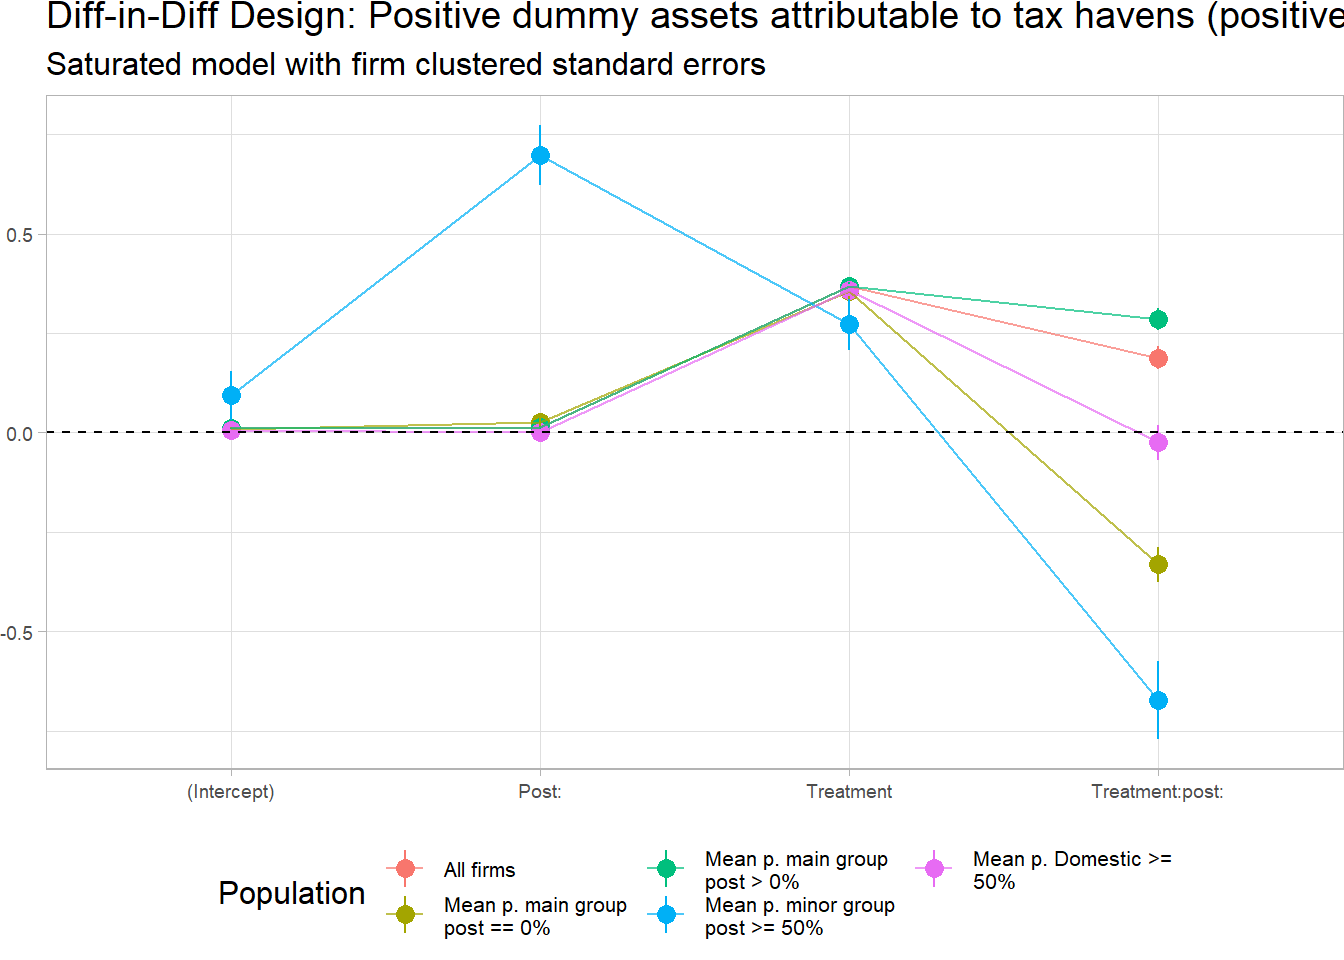 Diff-in-Diff Design: Positive dummy assets attributable to tax havens (positive
Saturated model with firm clustered standard errors
0.5
0.0
-0.5
(Intercept) Post: Treatment Treatment:post:
Population
All firms
Mean p. main group
post == 0%
Mean p. main group
post > 0%
Mean p. minor group
post >= 50%
Mean p. Domestic >=
50%